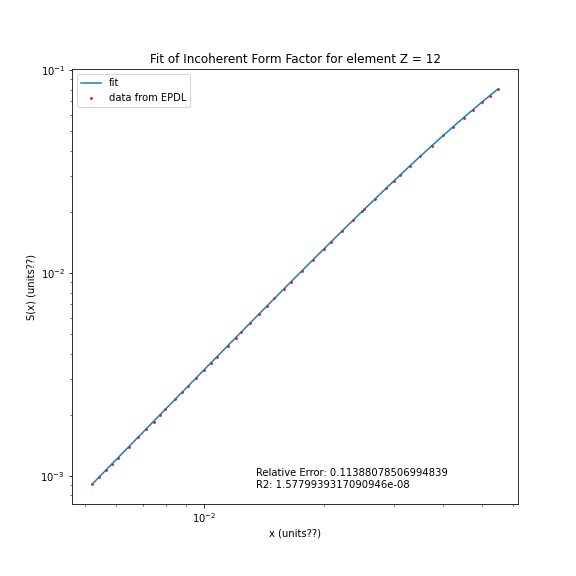 Fit of Incoherent Form Factor for element Z = 12
fit
data from EPDL
10⁻¹
10⁻²
10⁻³
S(x) (units??)
Relative Error: 0.11388078506994839
R2: 1.5779939317090946e-08
10⁻²
x (units??)